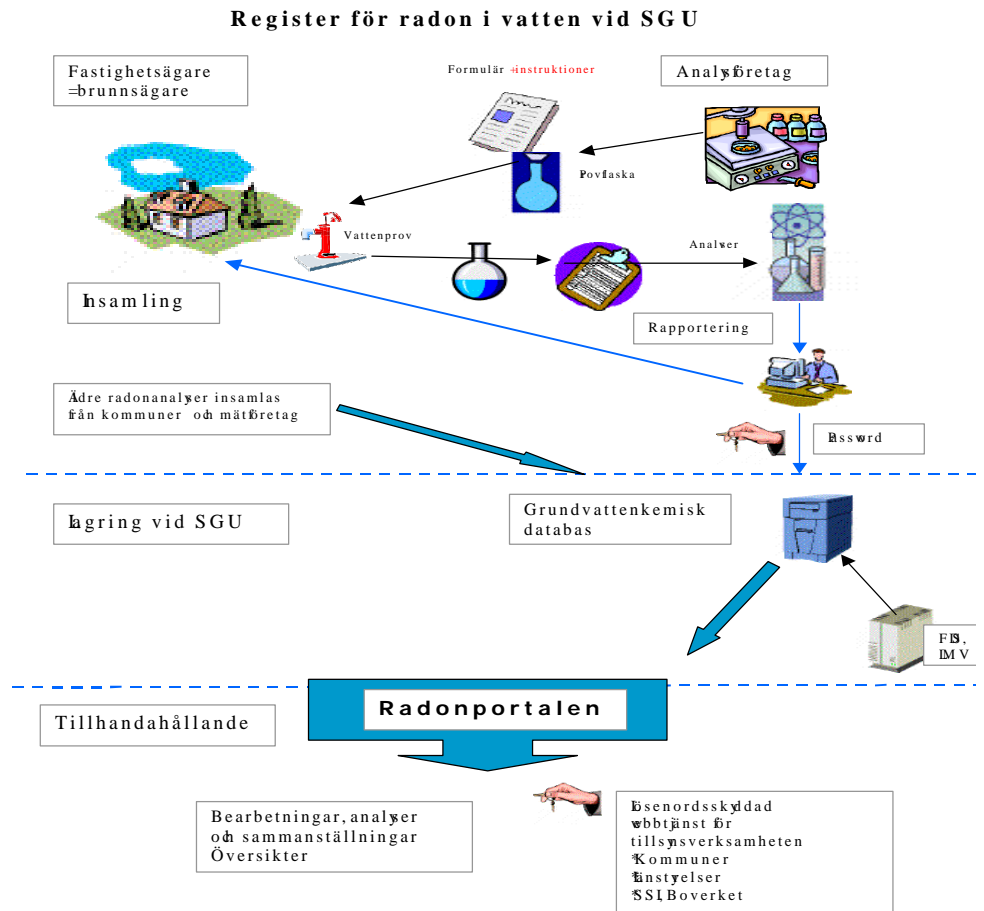 Register för radon i vatten vid SGU
Fastighetsägare
=brunnsägare
Formulär +instruktioner
Analysföretag
Provflaska
Vattenprov
Analyser
Insamling
Rapportering
Äldre radonanalyser insamlas
från kommuner och mätföretag
Password
Lagring vid SGU
Grundvattenkemisk
databas
FDS,
LMV
Radonportalen
Tillhandahållande
Bearbetningar, analyser
och sammanställningar
Översikter
Lösenordsskyddad
webbtjänst för
tillsynsverksamheten
*Kommuner
*Länstyrelser
*SSI, Boverket